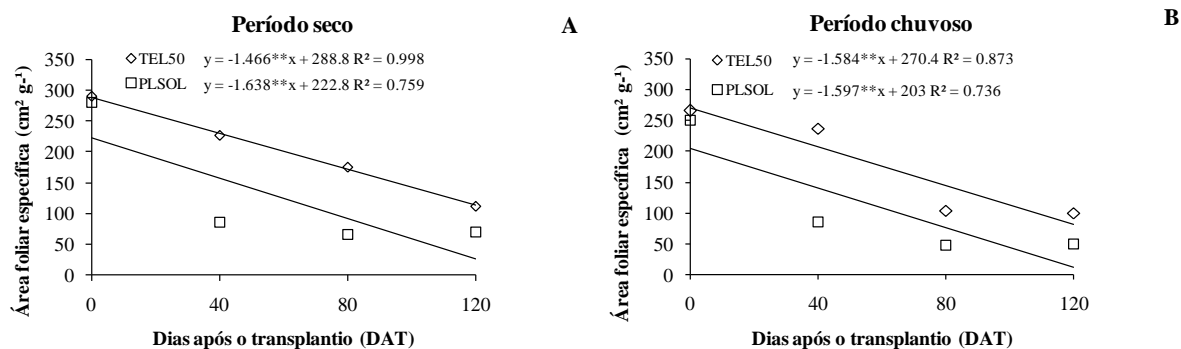 Período seco
A
TEL50 y = -1.466**x + 288.8 R² = 0.998
PLSOL y = -1.638**x + 222.8 R² = 0.759
Área foliar específica (cm² g-¹)
350
300
250
200
150
100
50
0
0 40 80 120
Dias após o transplantio (DAT)
Período chuvoso
B
TEL50 y = -1.584**x + 270.4 R² = 0.873
PLSOL y = -1.597**x + 203 R² = 0.736
Área foliar específica (cm² g-¹)
350
300
250
200
150
100
50
0
0 40 80 120
Dias após o transplantio (DAT)